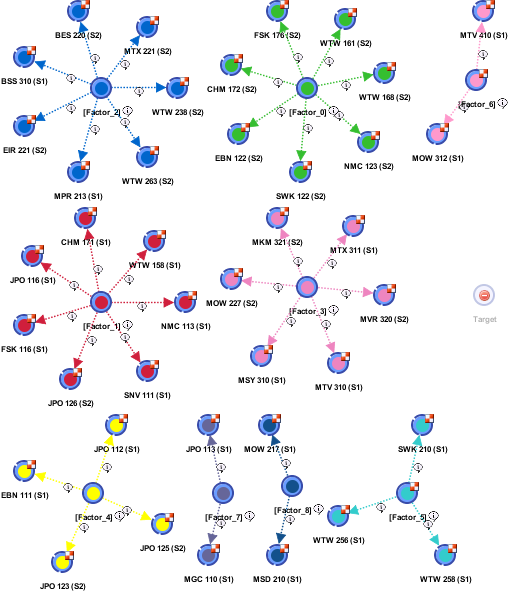 BES 220 (S2)
MTX 221 (S2)
BSS 310 (S1)
WTW 238 (S2)
[Factor_2]
EIR 221 (S2)
WTW 263 (S2)
MPR 213 (S1)
FSK 176 (S2)
WTW 161 (S2)
CHM 172 (S2)
WTW 168 (S2)
[Factor_0]
EBN 122 (S2)
NMC 123 (S2)
SWK 122 (S2)
MTV 410 (S1)
[Factor_6]
MOW 312 (S1)
CHM 171 (S1)
WTW 158 (S1)
JPO 116 (S1)
NMC 113 (S1)
[Factor_1]
FSK 116 (S1)
SNV 111 (S1)
JPO 126 (S2)
MKM 321 (S2)
MTX 311 (S1)
MOW 227 (S2)
MVR 320 (S2)
[Factor_3]
MSY 310 (S1)
MTV 310 (S1)
Target
JPO 112 (S1)
EBN 111 (S1)
[Factor_4]
JPO 125 (S2)
JPO 123 (S2)
JPO 113 (S1)
[Factor_7]
MGC 110 (S1)
MOW 217 (S1)
[Factor_8]
MSD 210 (S1)
SWK 210 (S1)
[Factor_5]
WTW 256 (S1)
WTW 258 (S1)